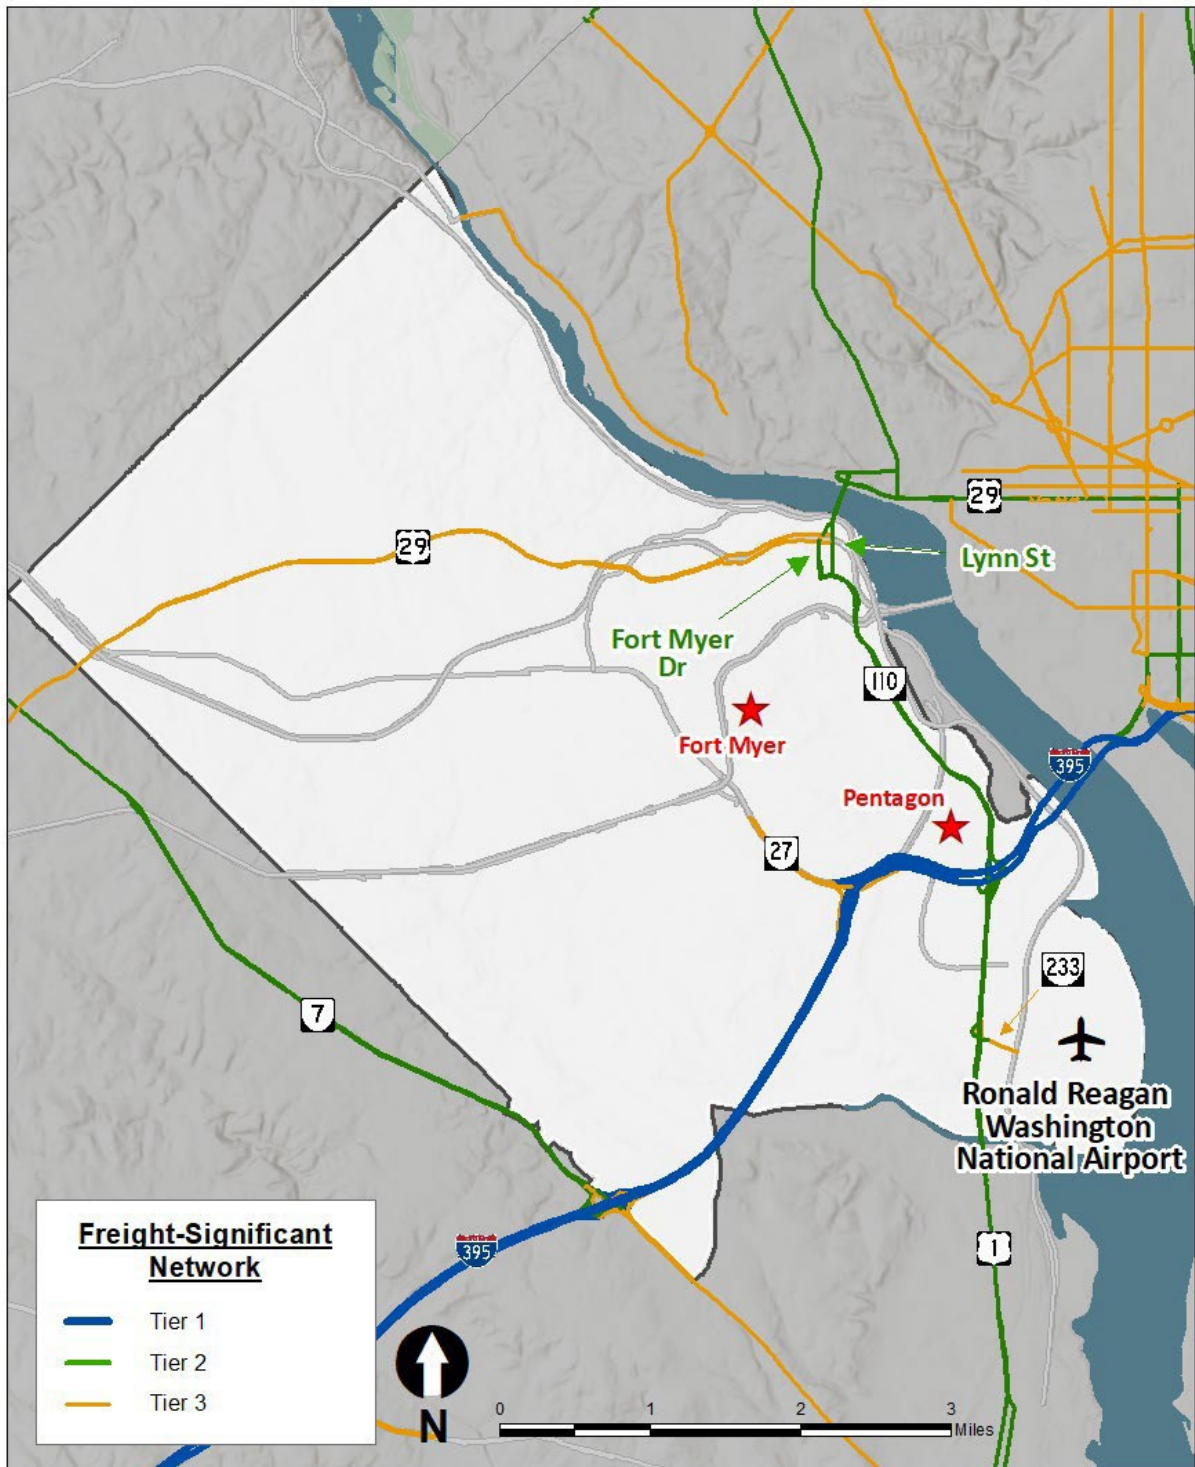 29
29
Lynn St
Fort Myer
Dr
110
Fort Myer
395
Pentagon
27
233
7
Ronald Reagan
Washington
National Airport
Freight-Significant
Network
395
1
Tier 1
Tier 2
Tier 3
N
0 1 2 3
Miles